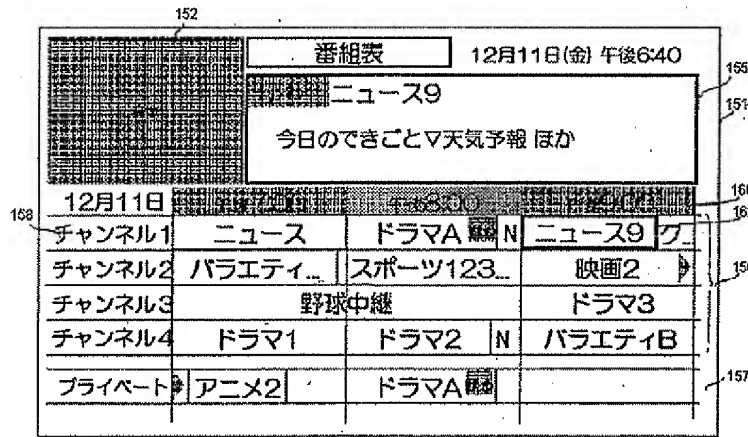 152
番組表
12月11日(金) 午後6:40
ニュース9
155
151
今日のできごと▽天気予報 ほか
12月11日
8:00
160
158
チャンネル1 ニュース ドラマA N ニュース9 グ...
チャンネル2 バラエティ... スポーツ123... 映画2
チャンネル3 野球中継 ドラマ3
チャンネル4 ドラマ1 ドラマ2 N バラエティB
プライベート アニメ2 ドラマA
157